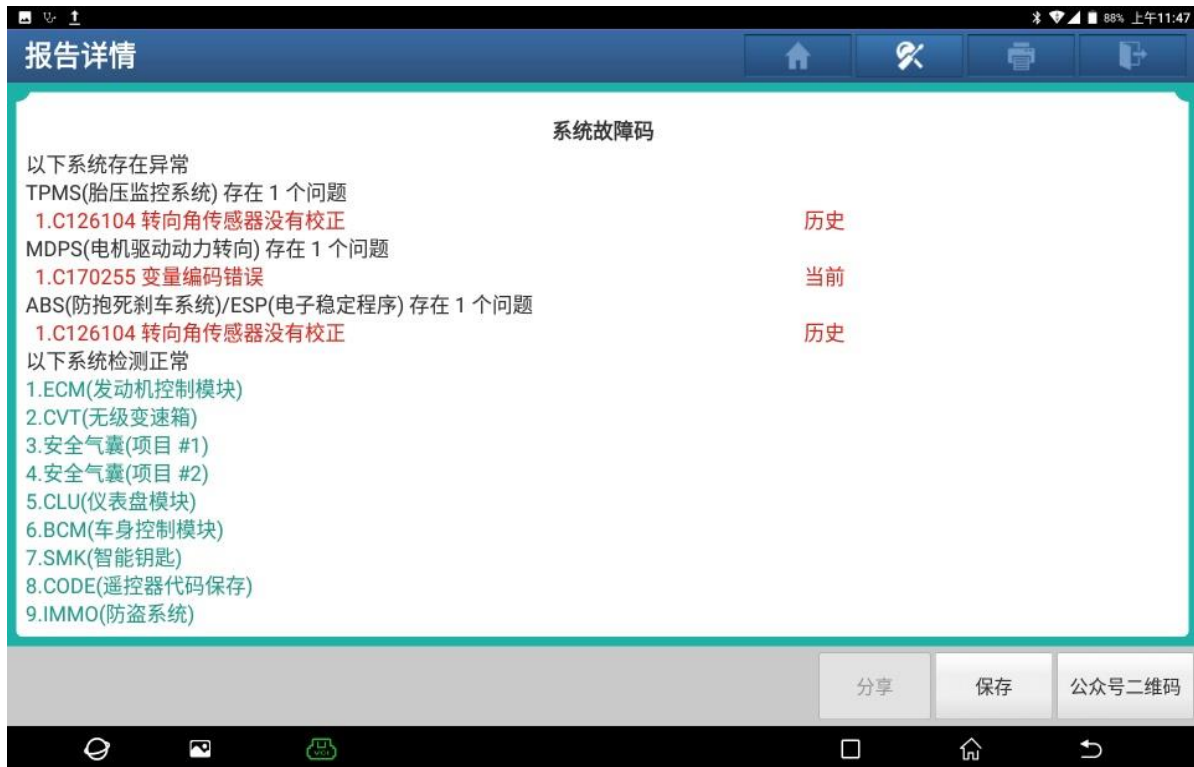 88% 上午11:47
报告详情
系统故障码
以下系统存在异常
TPMS(胎压监控系统) 存在 1 个问题
1.C126104 转向角传感器没有校正 历史
MDPS(电机驱动动力转向) 存在 1 个问题
1.C170255 变量编码错误 当前
ABS(防抱死刹车系统)/ESP(电子稳定程序) 存在 1 个问题
1.C126104 转向角传感器没有校正 历史
以下系统检测正常
1.ECM(发动机控制模块)
2.CVT(无级变速箱)
3.安全气囊(项目 #1)
4.安全气囊(项目 #2)
5.CLU(仪表盘模块)
6.BCM(车身控制模块)
7.SMK(智能钥匙)
8.CODE(遥控器代码保存)
9.IMMO(防盗系统)
分享 保存 公众号二维码
VCI